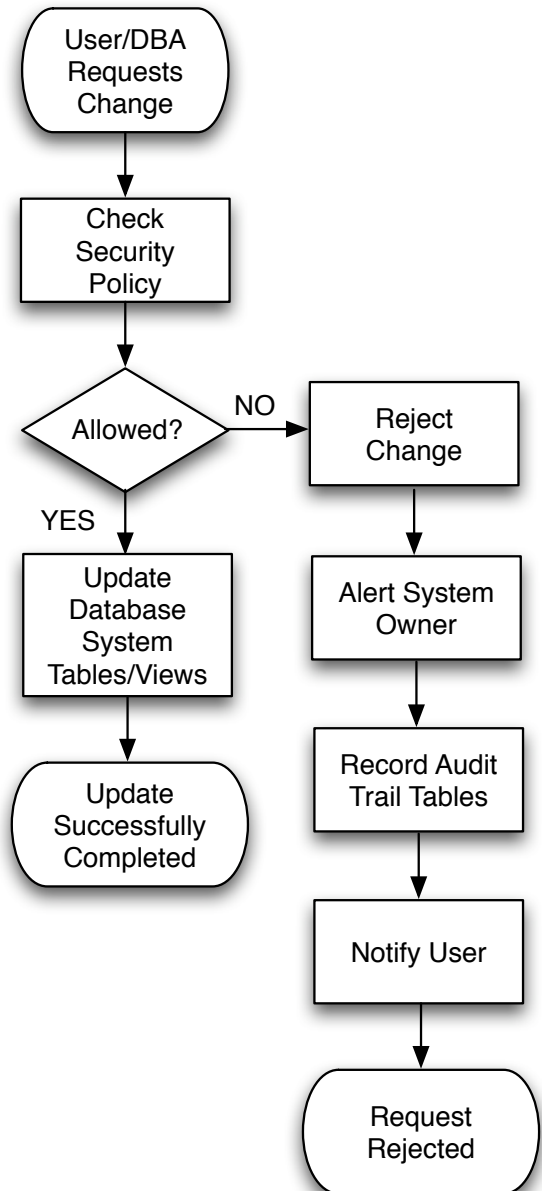 User/DBA
Requests
Change
Check
Security
Policy
Allowed?
NO
Reject
Change
YES
Update
Database
System
Tables/Views
Alert System
Owner
Update
Successfully
Completed
Record Audit
Trail Tables
Notify User
Request
Rejected